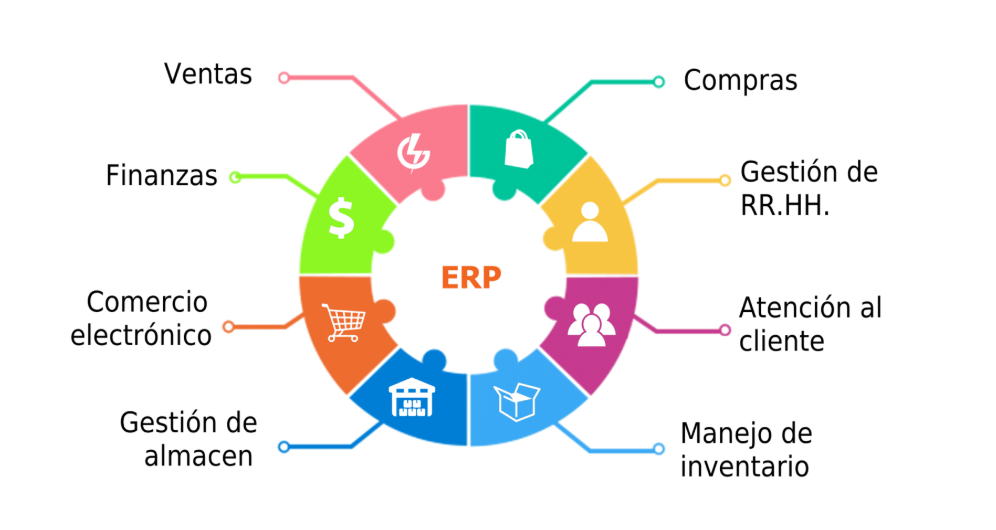 Ventas
Compras
Finanzas
Gestión de
RR.HH.
ERP
Comercio
electrónico
Atención al
cliente
Gestión de
almacen
Manejo de
inventario